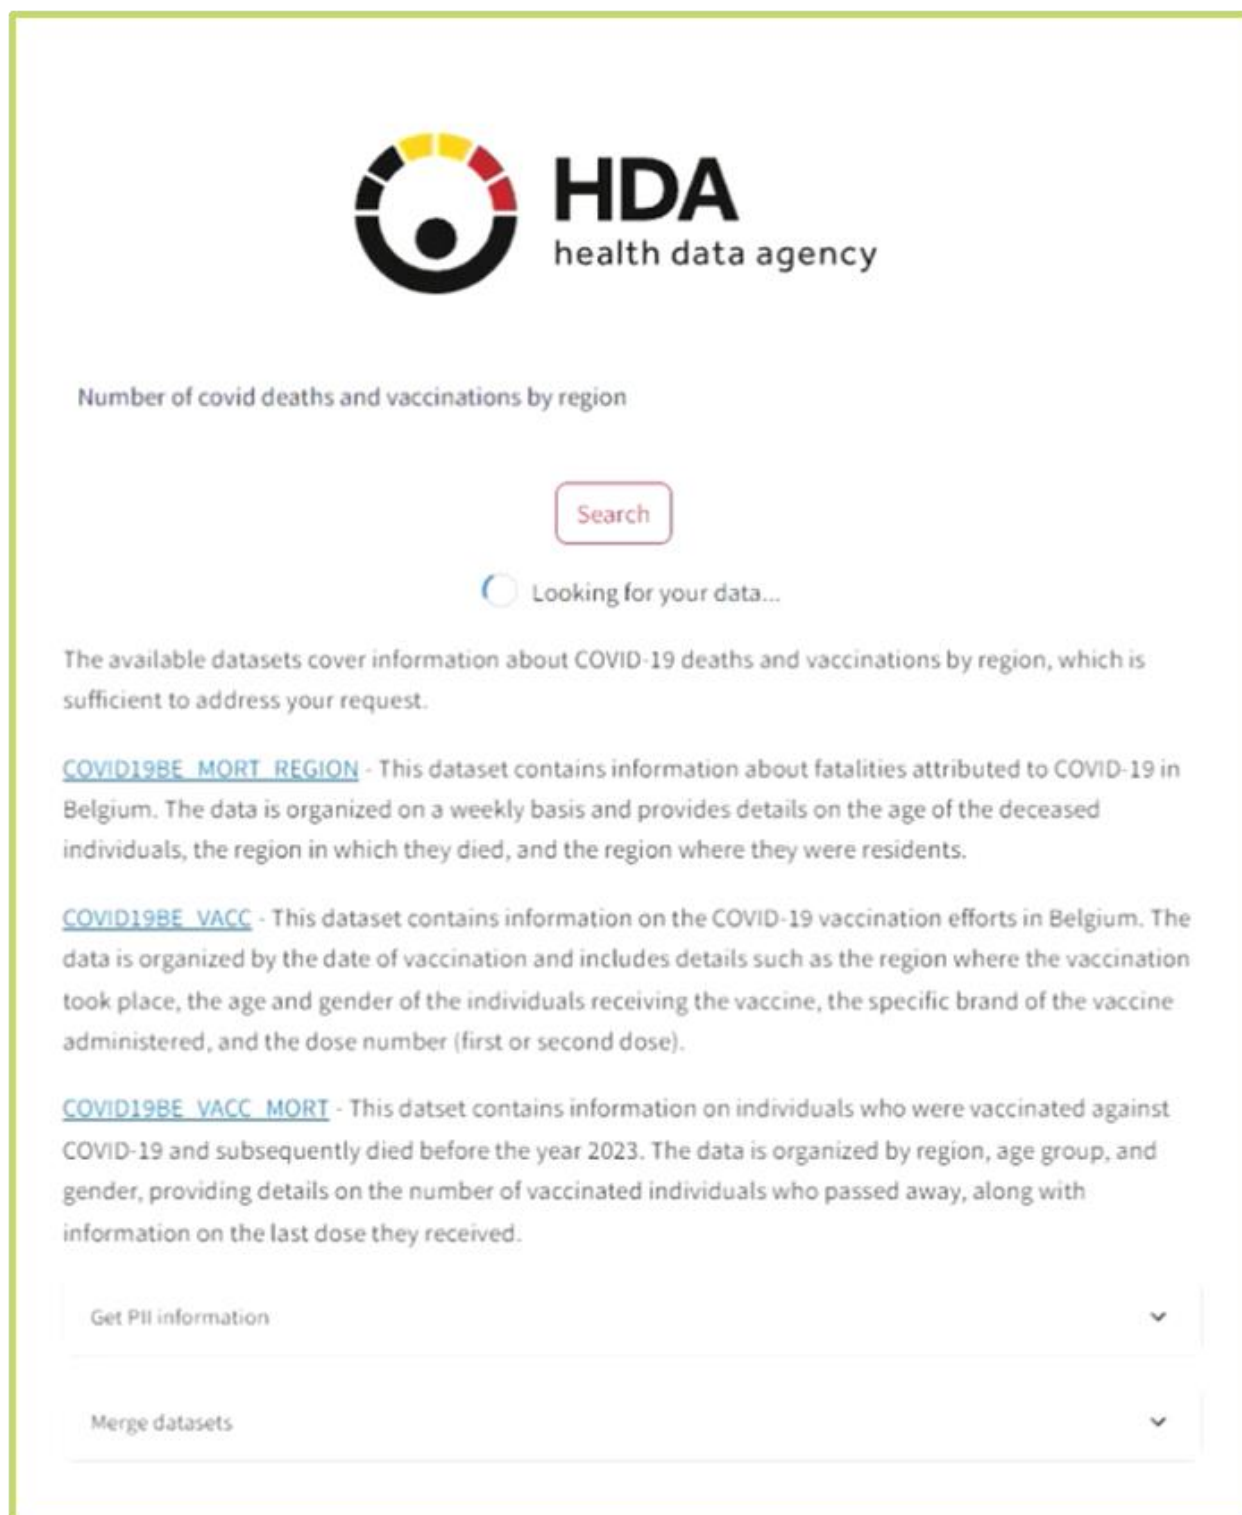 HDA
health data agency
Number of covid deaths and vaccinations by region
Search
Looking for your data...
The available datasets cover information about COVID-19 deaths and vaccinations by region, which is
sufficient to address your request.
COVID19BE_MORT_REGION - This dataset contains information about fatalities attributed to COVID-19 in
Belgium. The data is organized on a weekly basis and provides details on the age of the deceased
individuals, the region in which they died, and the region where they were residents.
COVID19BE_VACC - This dataset contains information on the COVID-19 vaccination efforts in Belgium. The
data is organized by the date of vaccination and includes details such as the region where the vaccination
took place, the age and gender of the individuals receiving the vaccine, the specific brand of the vaccine
administered, and the dose number (first or second dose).
COVID19BE_VACC_MORT - This datset contains information on individuals who were vaccinated against
COVID-19 and subsequently died before the year 2023. The data is organized by region, age group, and
gender, providing details on the number of vaccinated individuals who passed away, along with
information on the last dose they received.
Get PII information
Merge datasets